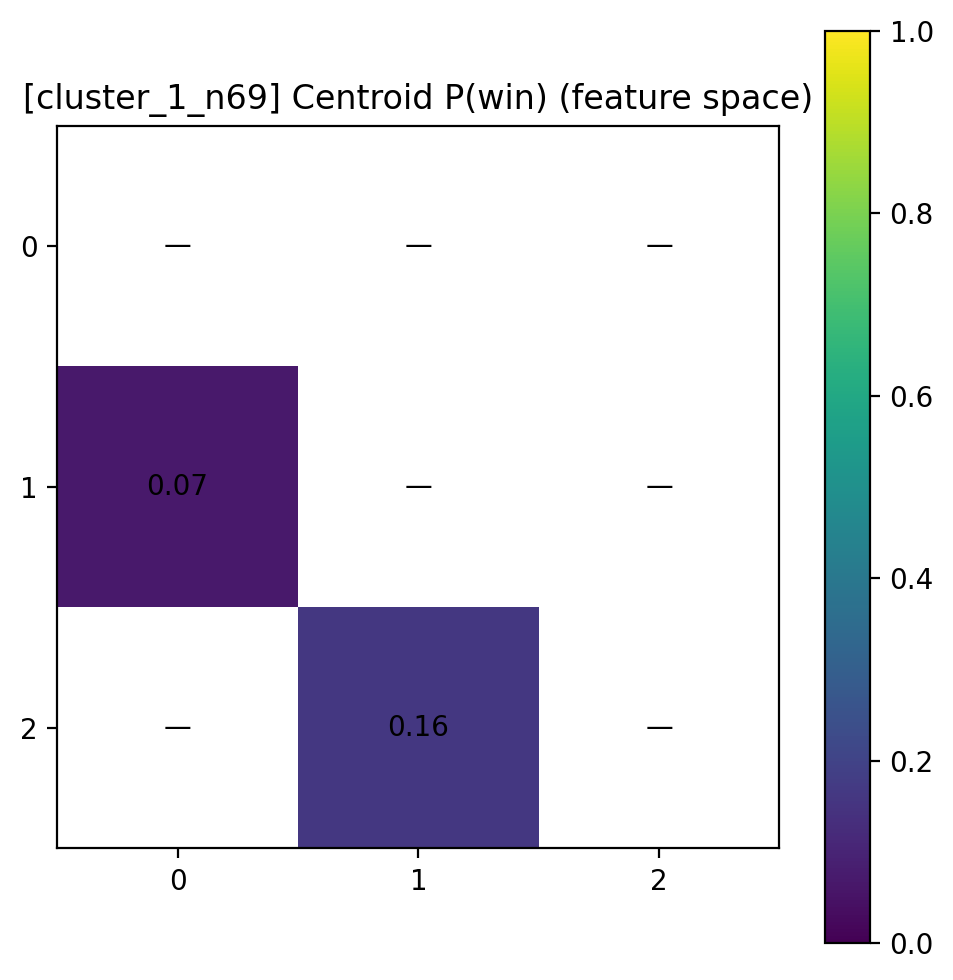 [cluster_1_n69] Centroid P(win) (feature space)
1.0
0.8
0.6
0.4
0.2
0.0
0 — — —
1 0.07 — —
2 — 0.16 —
0 1 2